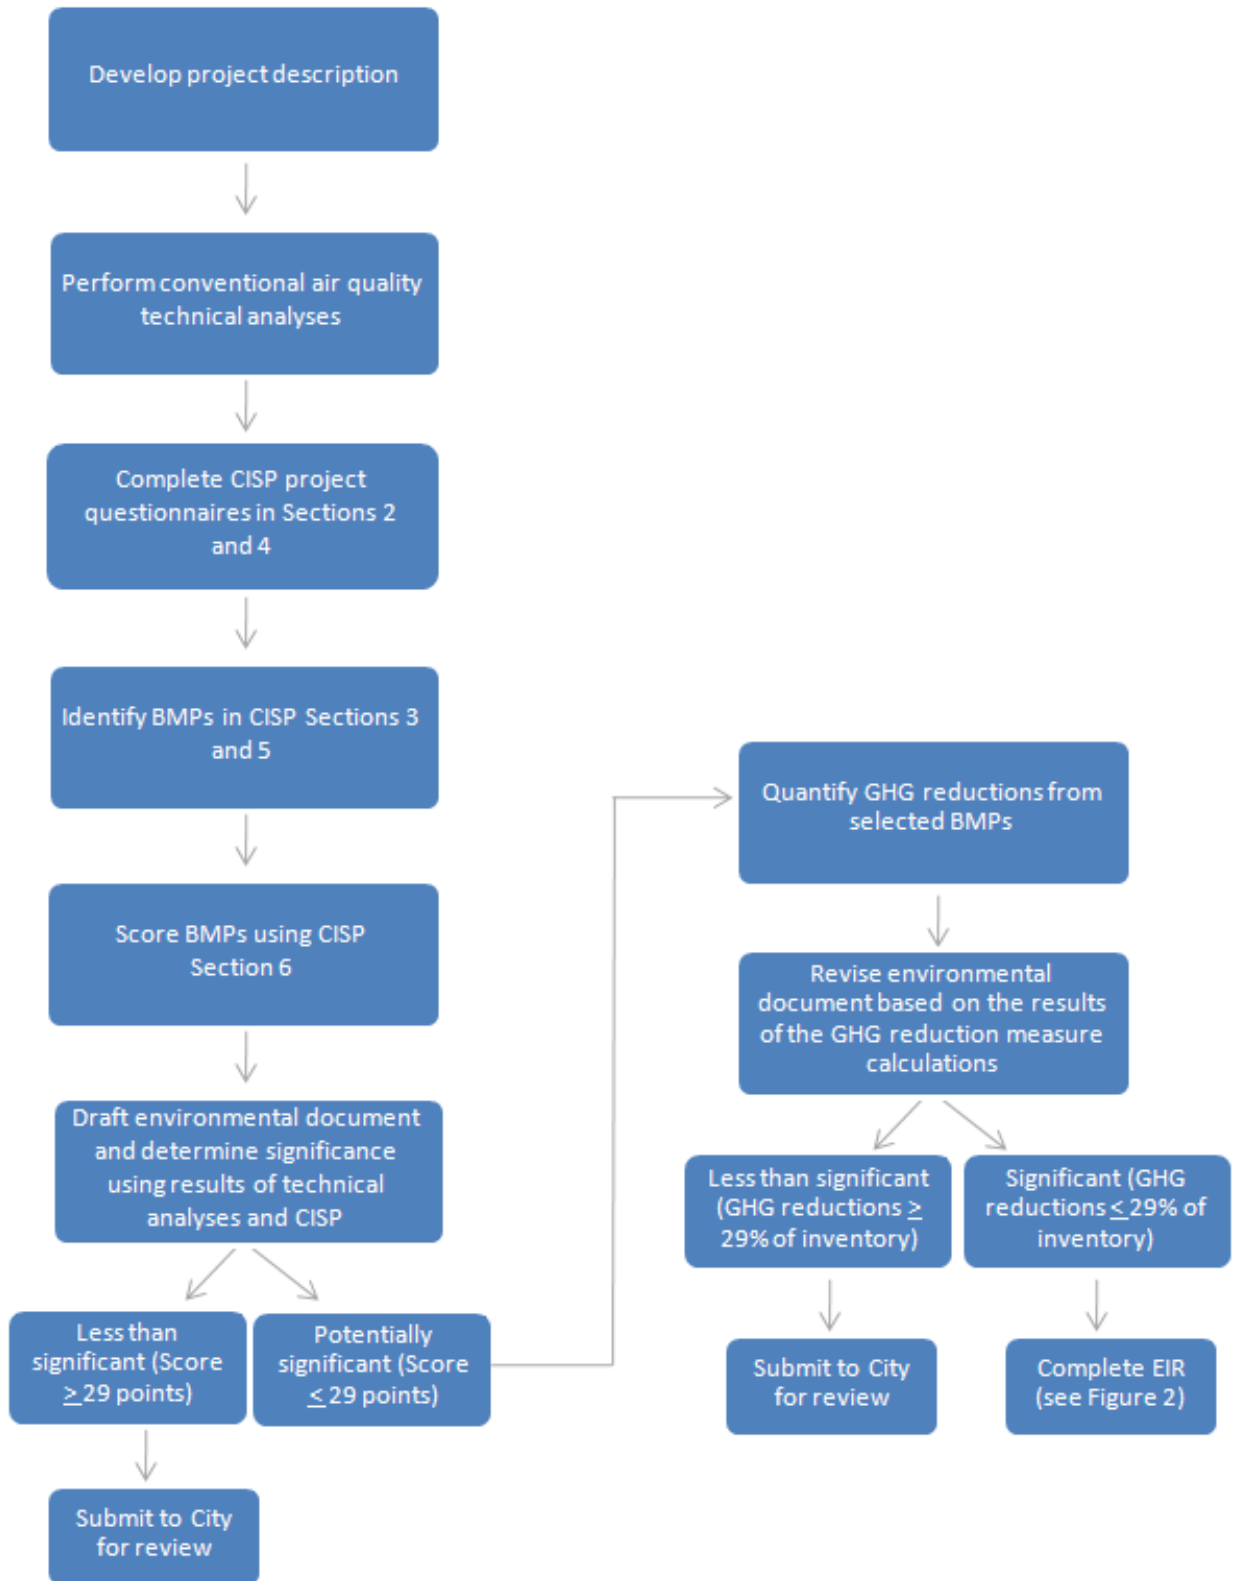 Develop project description
Perform conventional air quality
technical analyses
Complete CISP project
questionnaires in Sections 2
and 4
Identify BMPs in CISP Sections 3
and 5
Score BMPs using CISP
Section 6
Draft environmental document
and determine significance
using results of technical
analyses and CISP
Less than
significant (Score
≥ 29 points)
Potentially
significant (Score
≤ 29 points)
Submit to City
for review
Quantify GHG reductions from
selected BMPs
Revise environmental
document based on the results
of the GHG reduction measure
calculations
Less than significant
(GHG reductions ≥
29% of inventory)
Significant (GHG
reductions ≤ 29% of
inventory)
Submit to City
for review
Complete EIR
(see Figure 2)